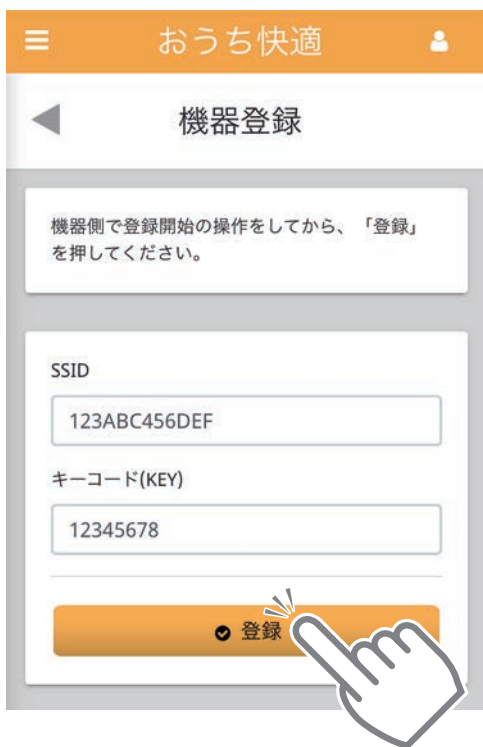 おうち快適
機器登録
機器側で登録開始の操作をしてから、「登録」
を押してください。
SSID
123ABC456DEF
キーコード(KEY)
12345678
登録